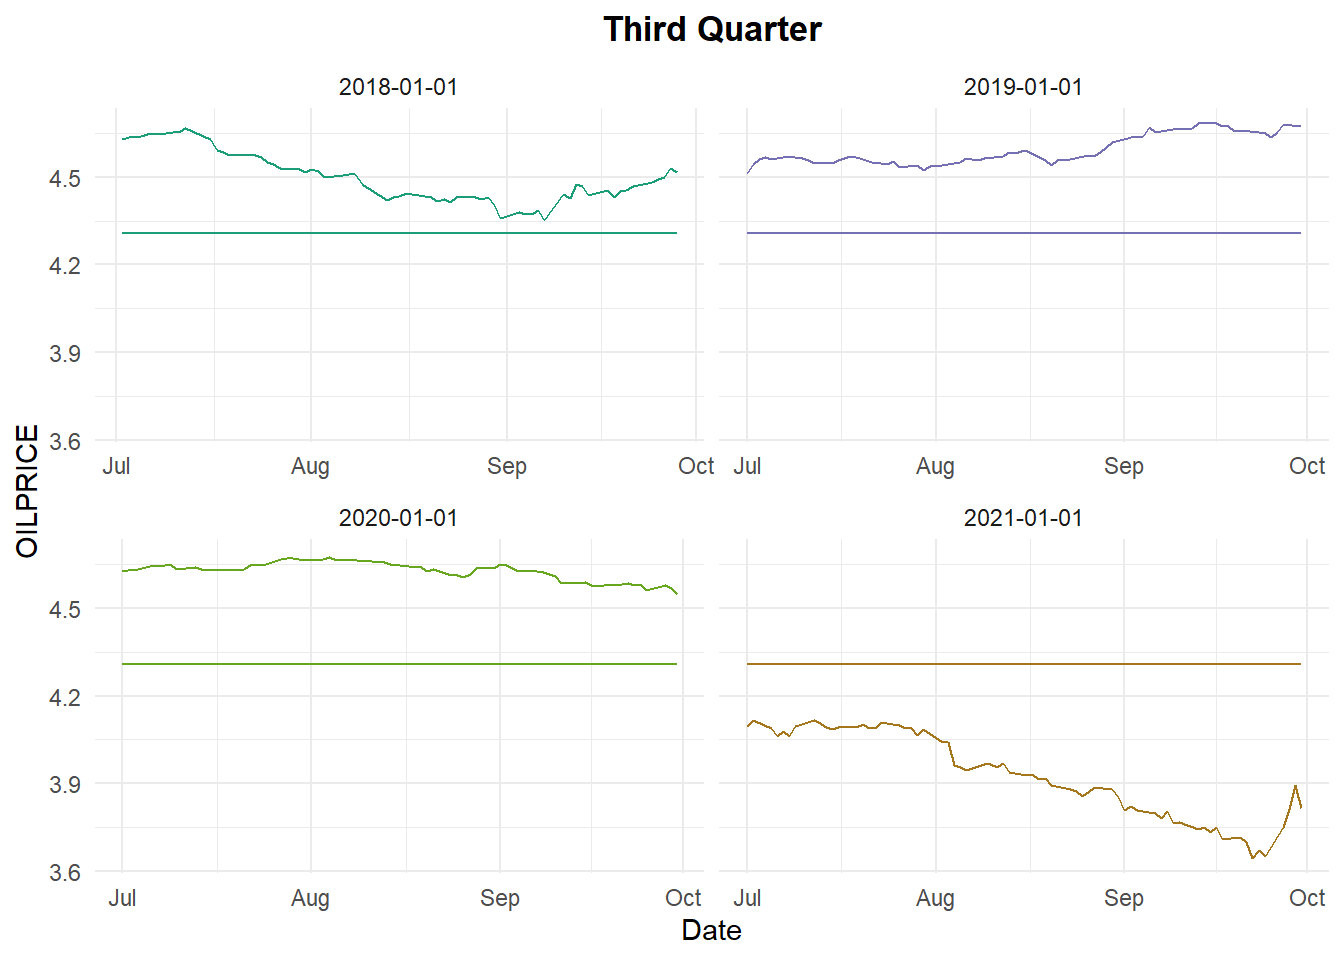 Third Quarter
2018-01-01
2019-01-01
4.5
4.2
3.9
3.6
Jul Aug Sep Oct
Jul Aug Sep Oct
OILPRICE
2020-01-01
2021-01-01
4.5
4.2
3.9
3.6
Jul Aug Sep Oct
Jul Aug Sep Oct
Date